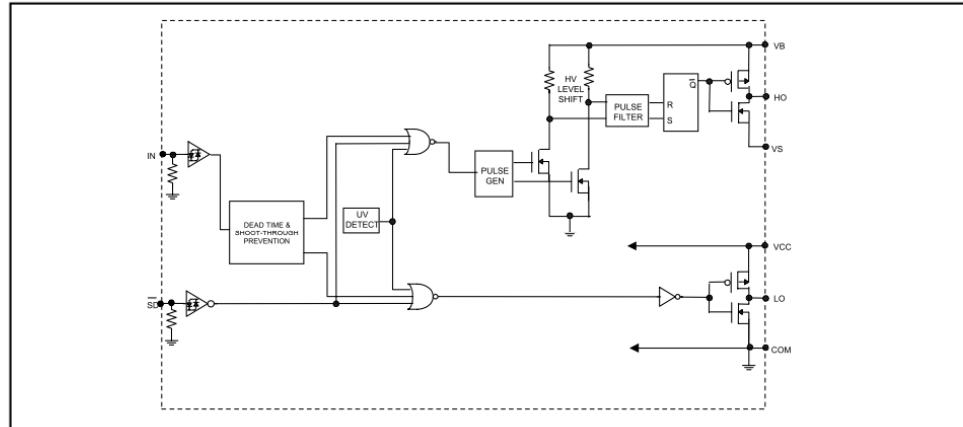 VB
HV
LEVEL
SHIFT
Q̅
HO
PULSE
FILTER
R
S
VS
IN
PULSE
GEN
DEAD TIME &
SHOOT-THROUGH
PREVENTION
UV
DETECT
VCC
S̅D̅
LO
COM